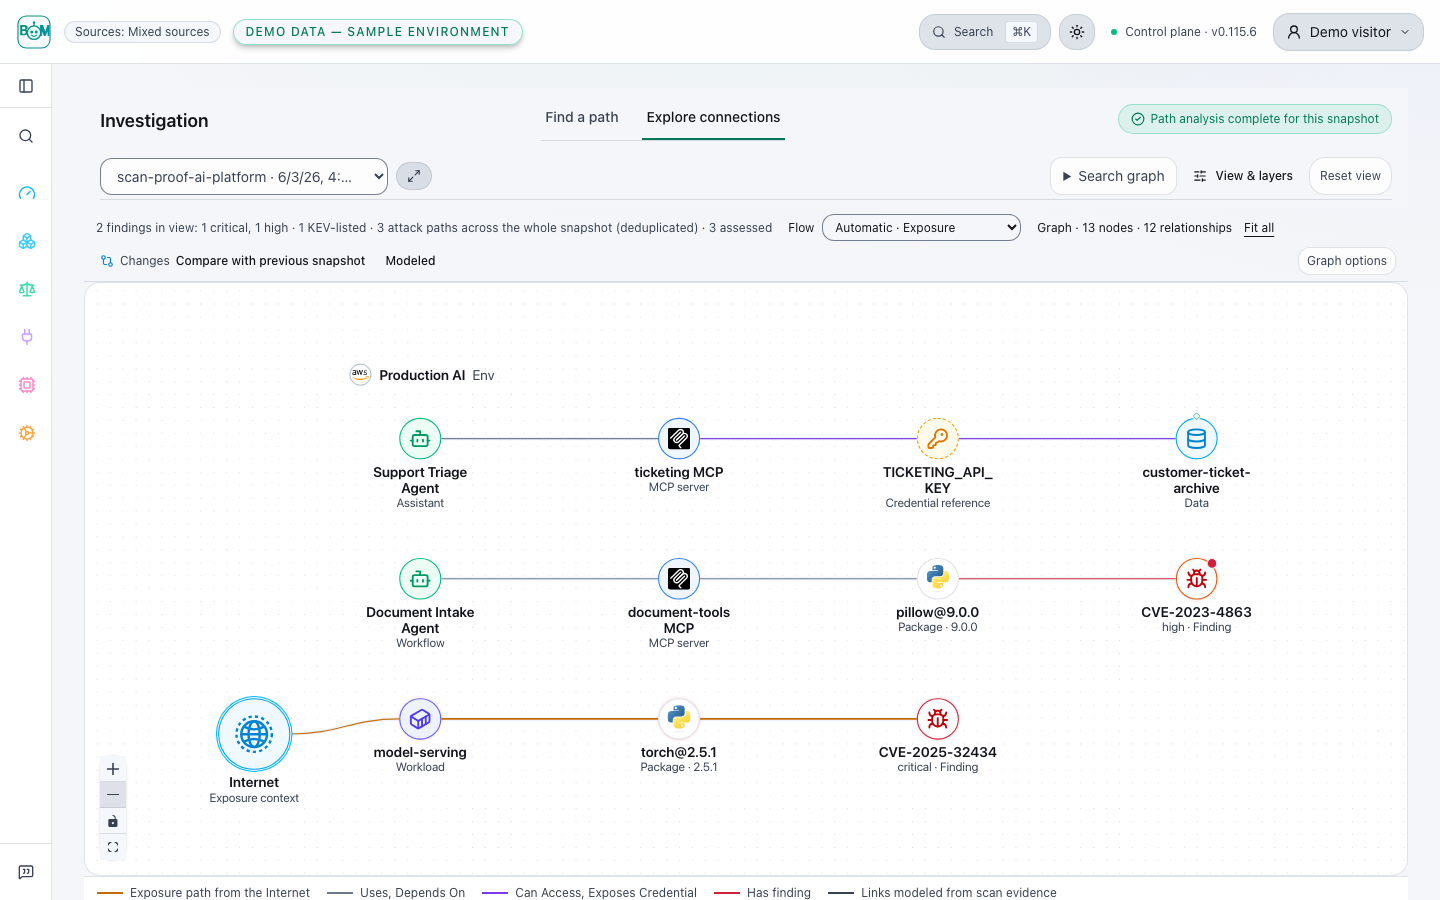 BOM
Sources: Mixed sources
DEMO DATA — SAMPLE ENVIRONMENT
Search ⌘K
Control plane · v0.115.6
Demo visitor
Investigation
Find a path
Explore connections
Path analysis complete for this snapshot
scan-proof-ai-platform · 6/3/26, 4:...
Search graph
View & layers
Reset view
2 findings in view: 1 critical, 1 high · 1 KEV-listed · 3 attack paths across the whole snapshot (deduplicated) · 3 assessed
Flow
Automatic · Exposure
Graph · 13 nodes · 12 relationships
Fit all
Changes
Compare with previous snapshot
Modeled
Graph options
aws
Production AI Env
Support Triage
Agent
Assistant
ticketing MCP
MCP server
TICKETING_API_
KEY
Credential reference
customer-ticket-
archive
Data
Document Intake
Agent
Workflow
document-tools
MCP
MCP server
pillow@9.0.0
Package · 9.0.0
CVE-2023-4863
high · Finding
Internet
Exposure context
model-serving
Workload
torch@2.5.1
Package · 2.5.1
CVE-2025-32434
critical · Finding
Exposure path from the Internet
Uses, Depends On
Can Access, Exposes Credential
Has finding
Links modeled from scan evidence